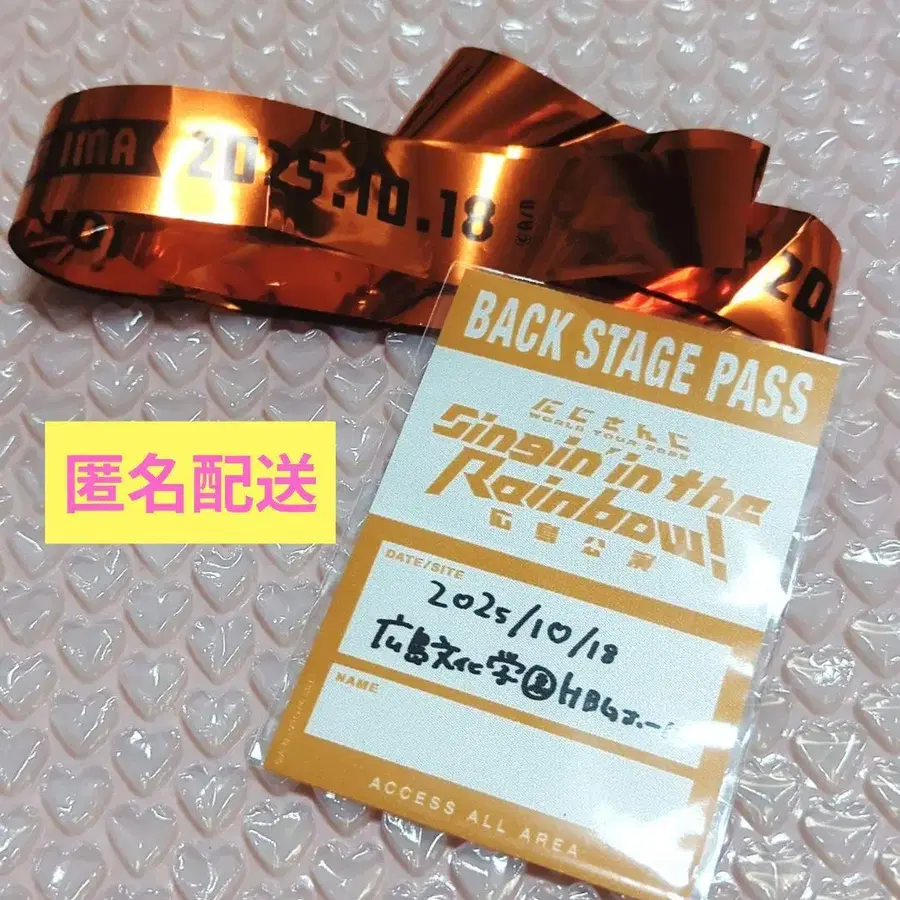 IMA 2025.10.18 ©A/N
BACK STAGE PASS
にじさんじ
WORLD TOUR 2025
Singin' in the
Rainbow!
広島公演
匿名配送
DATE/SITE
2025/10/18
広島文化学園HBGホー
NAME
ACCESS ALL AREA